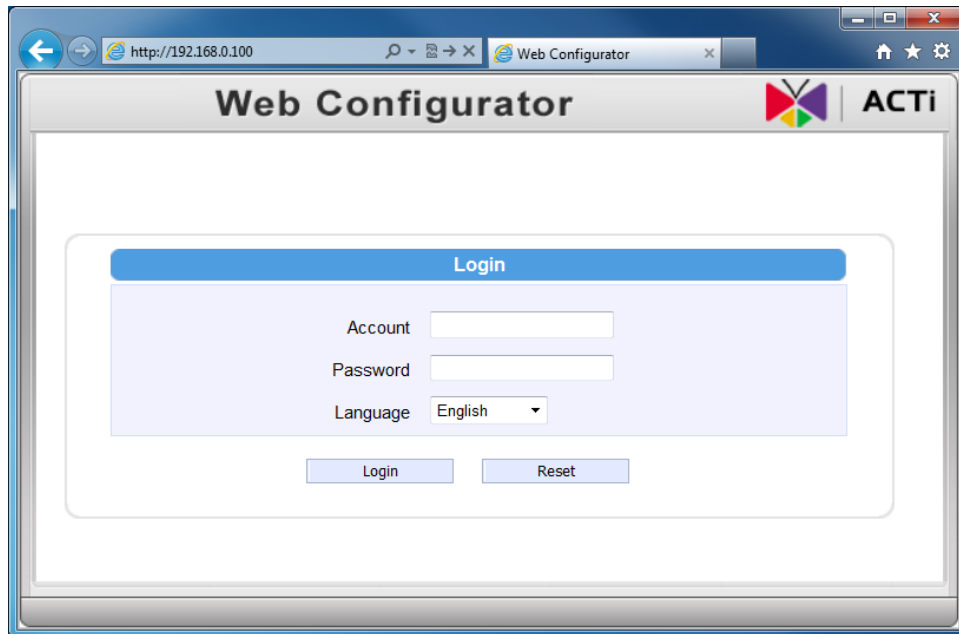 http://192.168.0.100
Web Configurator
Web Configurator
ACTi
Login
Account
Password
Language English
Login Reset